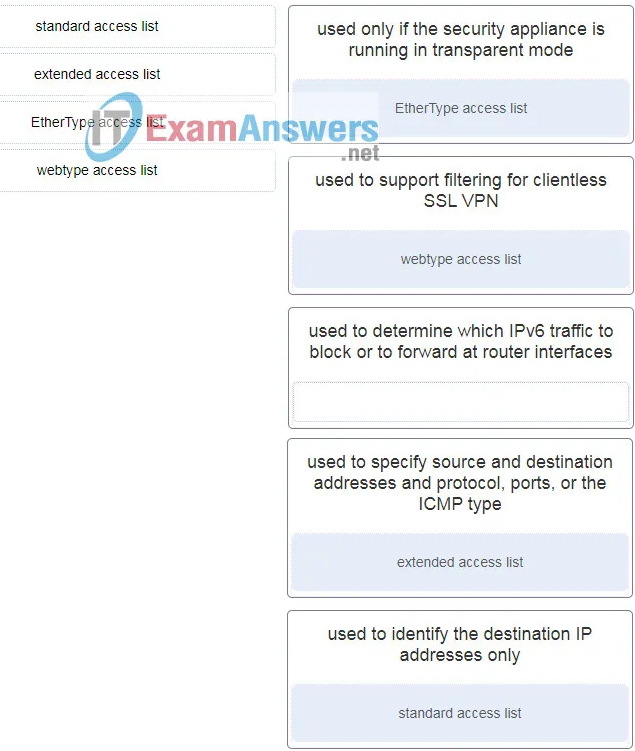 standard access list
extended access list
EtherType access list
webtype access list
IT ExamAnswers
.net
used only if the security appliance is
running in transparent mode
EtherType access list
used to support filtering for clientless
SSL VPN
webtype access list
used to determine which IPv6 traffic to
block or to forward at router interfaces
used to specify source and destination
addresses and protocol, ports, or the
ICMP type
extended access list
used to identify the destination IP
addresses only
standard access list